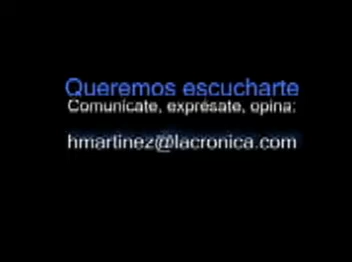 Queremos escucharte
Comunícate, exprésate, opina:
hmartinez@lacronica.com